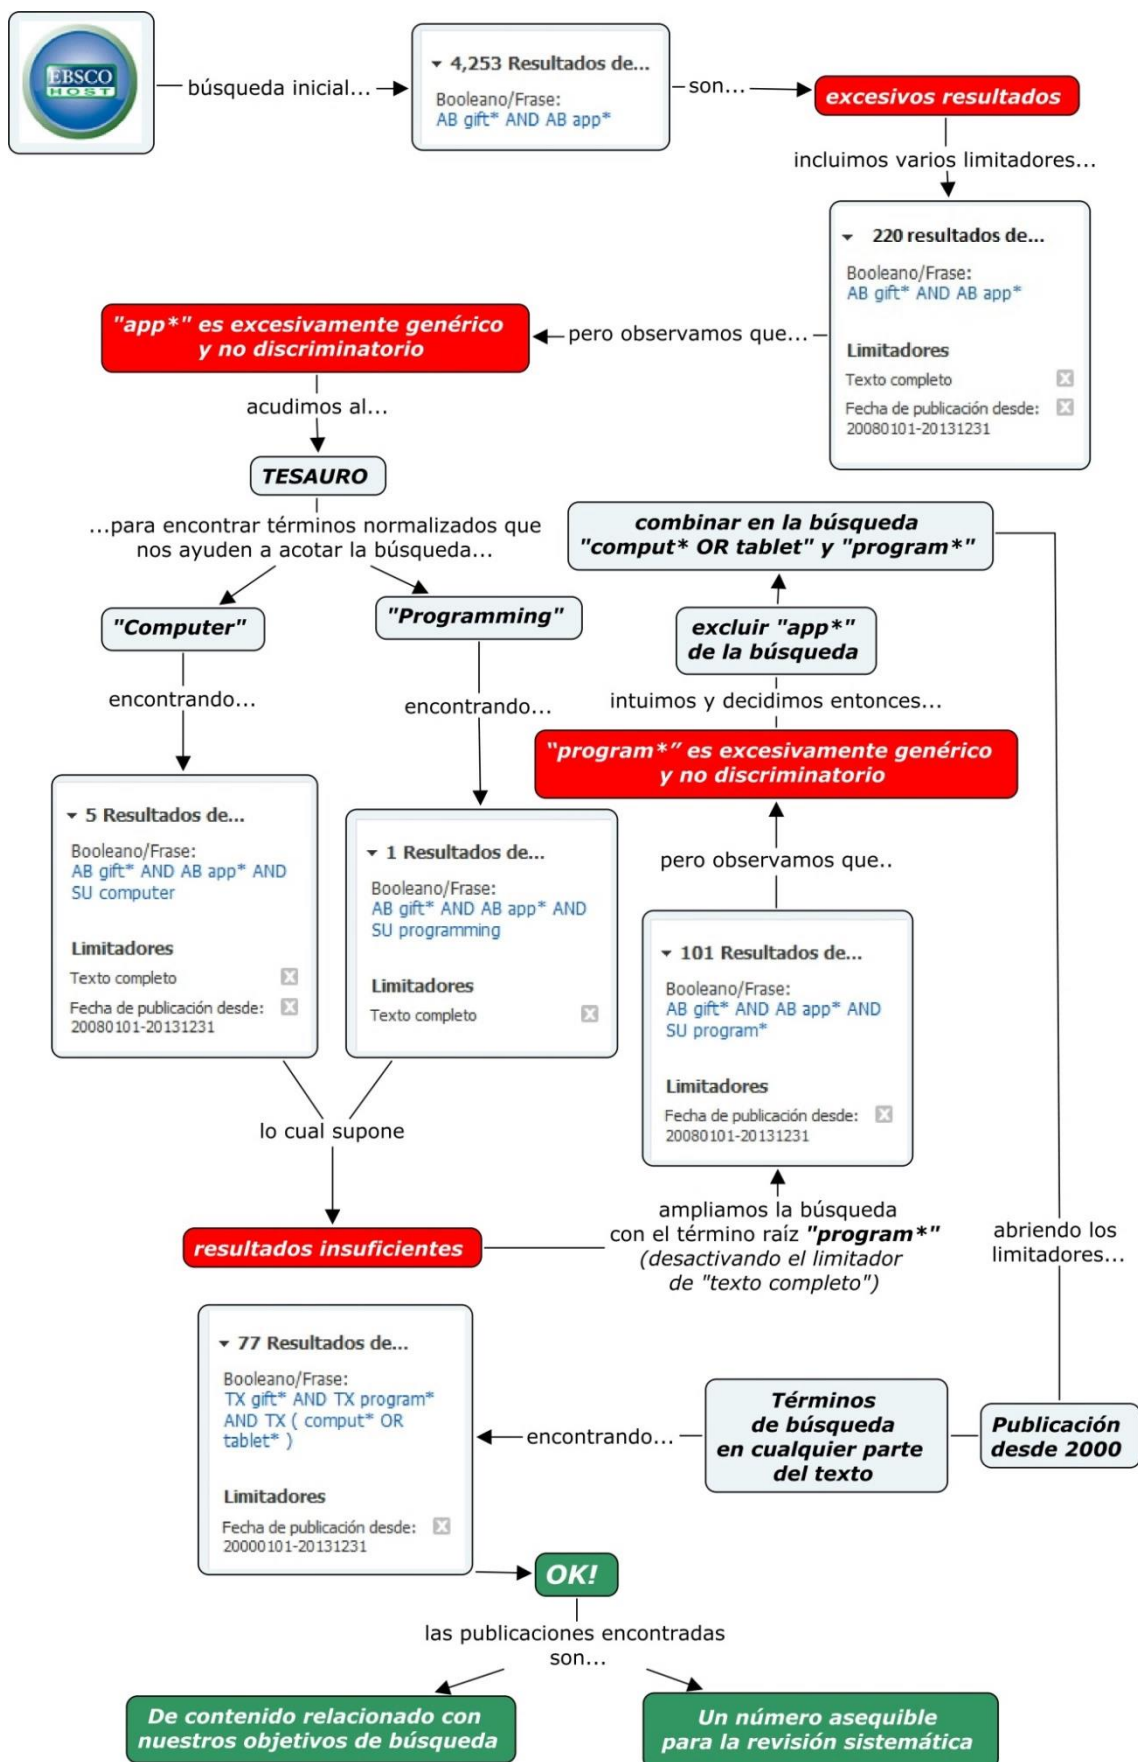 EBSCO
HOST
búsqueda inicial...
4,253 Resultados de...
Booleano/Frase:
AB gift* AND AB app*
son...
excesivos resultados
incluimos varios limitadores...
220 resultados de...
Booleano/Frase:
AB gift* AND AB app*
Limitadores
Texto completo
Fecha de publicación desde:
20080101-20131231
pero observamos que...
"app*" es excesivamente genérico
y no discriminatorio
acudimos al...
TESAURO
...para encontrar términos normalizados que
nos ayuden a acotar la búsqueda...
"Computer"
"Programming"
encontrando...
encontrando...
5 Resultados de...
Booleano/Frase:
AB gift* AND AB app* AND
SU computer
Limitadores
Texto completo
Fecha de publicación desde:
20080101-20131231
1 Resultados de...
Booleano/Frase:
AB gift* AND AB app* AND
SU programming
Limitadores
Texto completo
lo cual supone
resultados insuficientes
ampliamos la búsqueda
con el término raíz "program*"
(desactivando el limitador
de "texto completo")
101 Resultados de...
Booleano/Frase:
AB gift* AND AB app* AND
SU program*
Limitadores
Fecha de publicación desde:
20080101-20131231
pero observamos que..
“program*” es excesivamente genérico
y no discriminatorio
intuimos y decidimos entonces...
excluir "app*"
de la búsqueda
combinar en la búsqueda
"comput* OR tablet" y "program*"
abriendo los
limitadores...
Publicación
desde 2000
Términos
de búsqueda
en cualquier parte
del texto
encontrando...
77 Resultados de...
Booleano/Frase:
TX gift* AND TX program*
AND TX ( comput* OR
tablet* )
Limitadores
Fecha de publicación desde:
20000101-20131231
OK!
las publicaciones encontradas
son...
De contenido relacionado con
nuestros objetivos de búsqueda
Un número asequible
para la revisión sistemática